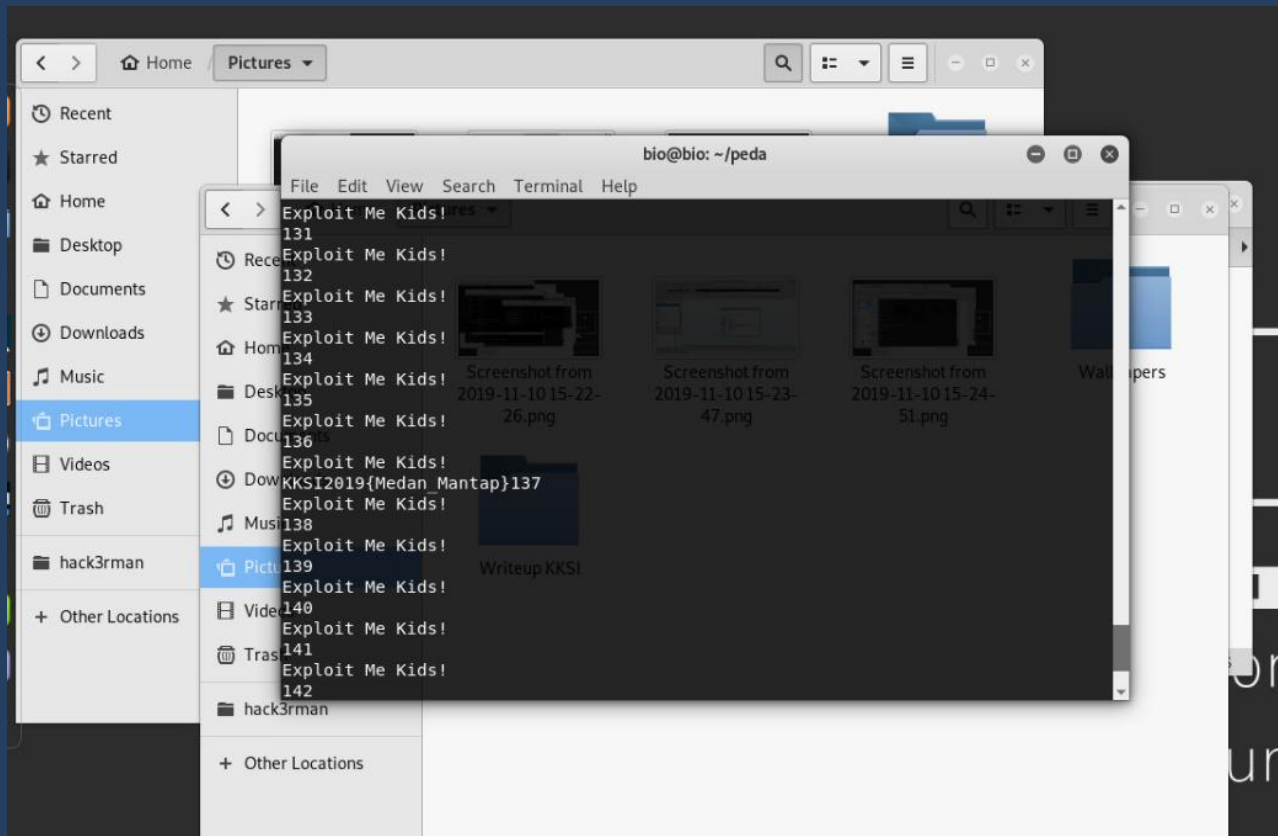 Home / Pictures
Recent
Starred
Home
Desktop
Documents
Downloads
Music
Pictures
Videos
Trash
hack3rman
+ Other Locations
bio@bio: ~/peda
File Edit View Search Terminal Help
Exploit Me Kids!
131
Exploit Me Kids!
132
Exploit Me Kids!
133
Exploit Me Kids!
134
Exploit Me Kids!
135
Exploit Me Kids!
136
Exploit Me Kids!
KKSI2019{Medan_Mantap}137
Exploit Me Kids!
138
Exploit Me Kids!
139
Exploit Me Kids!
140
Exploit Me Kids!
141
Exploit Me Kids!
142
Screenshot from
2019-11-10 15-22-
26.png
Screenshot from
2019-11-10 15-23-
47.png
Screenshot from
2019-11-10 15-24-
51.png
Writeup KKSI
hack3rman
+ Other Locations